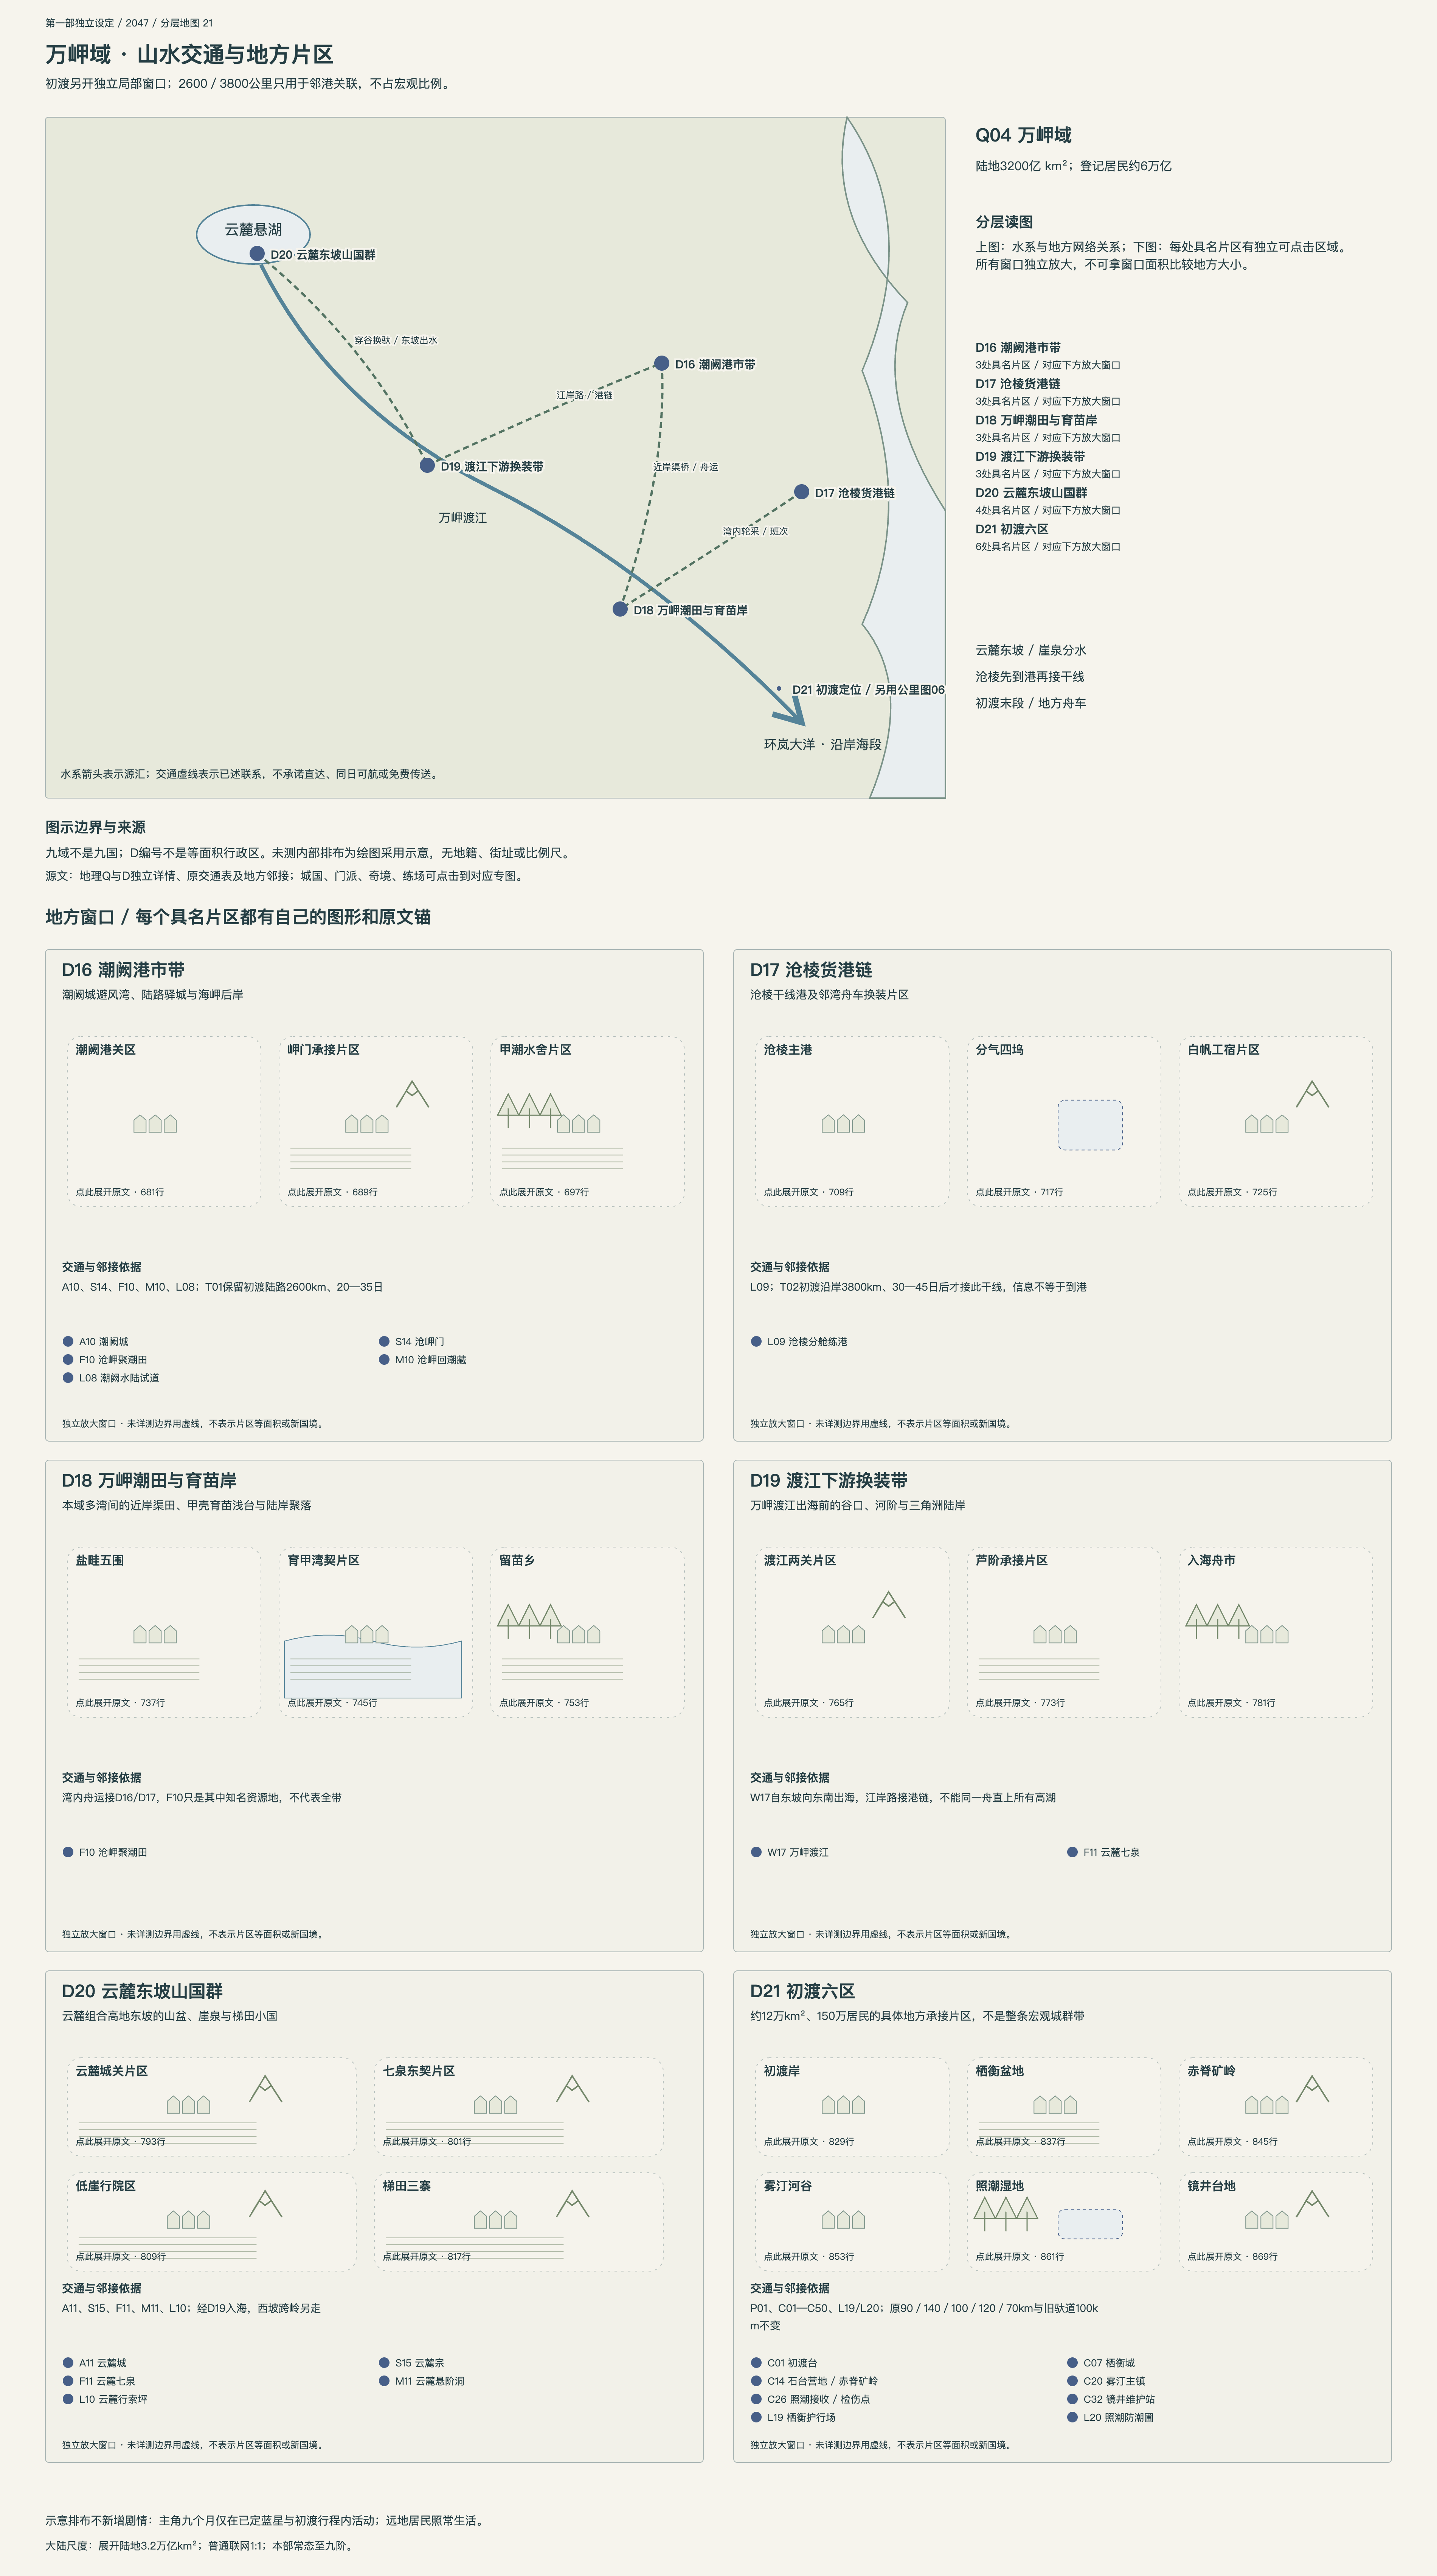 第一部独立设定 / 2047 / 分层地图 21
万岬域 · 山水交通与地方片区
初渡另开独立局部窗口；2600 / 3800公里只用于邻港关联，不占宏观比例。
云麓悬湖
D20 云麓东坡山国群
穿谷换驮 / 东坡出水
D16 潮阙港市带
江岸路 / 港链
D19 渡江下游换装带
近岸渠桥 / 舟运
D17 沧棱货港链
万岬渡江
湾内轮采 / 班次
D18 万岬潮田与育苗岸
D21 初渡定位 / 另用公里图06
环岚大洋 · 沿岸海段
水系箭头表示源汇；交通虚线表示已述联系，不承诺直达、同日可航或免费传送。
Q04 万岬域
陆地3200亿 km²；登记居民约6万亿
分层读图
上图：水系与地方网络关系；下图：每处具名片区有独立可点击区域。
所有窗口独立放大，不可拿窗口面积比较地方大小。
D16 潮阙港市带
3处具名片区 / 对应下方放大窗口
D17 沧棱货港链
3处具名片区 / 对应下方放大窗口
D18 万岬潮田与育苗岸
3处具名片区 / 对应下方放大窗口
D19 渡江下游换装带
3处具名片区 / 对应下方放大窗口
D20 云麓东坡山国群
4处具名片区 / 对应下方放大窗口
D21 初渡六区
6处具名片区 / 对应下方放大窗口
云麓东坡 / 崖泉分水
沧棱先到港再接干线
初渡末段 / 地方舟车
图示边界与来源
九域不是九国；D编号不是等面积行政区。未测内部排布为绘图采用示意，无地籍、街址或比例尺。
源文：地理Q与D独立详情、原交通表及地方邻接；城国、门派、奇境、练场可点击到对应专图。
地方窗口 / 每个具名片区都有自己的图形和原文锚
D16 潮阙港市带
潮阙城避风湾、陆路驿城与海岬后岸
潮阙港关区
岬门承接片区
甲潮水舍片区
点此展开原文 · 681行
点此展开原文 · 689行
点此展开原文 · 697行
交通与邻接依据
A10、S14、F10、M10、L08；T01保留初渡陆路2600km、20—35日
A10 潮阙城
S14 沧岬门
F10 沧岬聚潮田
M10 沧岬回潮藏
L08 潮阙水陆试道
独立放大窗口 · 未详测边界用虚线，不表示片区等面积或新国境。
D17 沧棱货港链
沧棱干线港及邻湾舟车换装片区
沧棱主港
分气四坞
白帆工宿片区
点此展开原文 · 709行
点此展开原文 · 717行
点此展开原文 · 725行
交通与邻接依据
L09；T02初渡沿岸3800km、30—45日后才接此干线，信息不等于到港
L09 沧棱分舱练港
独立放大窗口 · 未详测边界用虚线，不表示片区等面积或新国境。
D18 万岬潮田与育苗岸
本域多湾间的近岸渠田、甲壳育苗浅台与陆岸聚落
盐畦五围
育甲湾契片区
留苗乡
点此展开原文 · 737行
点此展开原文 · 745行
点此展开原文 · 753行
交通与邻接依据
湾内舟运接D16/D17，F10只是其中知名资源地，不代表全带
F10 沧岬聚潮田
独立放大窗口 · 未详测边界用虚线，不表示片区等面积或新国境。
D19 渡江下游换装带
万岬渡江出海前的谷口、河阶与三角洲陆岸
渡江两关片区
芦阶承接片区
入海舟市
点此展开原文 · 765行
点此展开原文 · 773行
点此展开原文 · 781行
交通与邻接依据
W17自东坡向东南出海，江岸路接港链，不能同一舟直上所有高湖
W17 万岬渡江
F11 云麓七泉
独立放大窗口 · 未详测边界用虚线，不表示片区等面积或新国境。
D20 云麓东坡山国群
云麓组合高地东坡的山盆、崖泉与梯田小国
云麓城关片区
七泉东契片区
点此展开原文 · 793行
点此展开原文 · 801行
低崖行院区
梯田三寨
点此展开原文 · 809行
点此展开原文 · 817行
交通与邻接依据
A11、S15、F11、M11、L10；经D19入海，西坡跨岭另走
A11 云麓城
S15 云麓宗
F11 云麓七泉
M11 云麓悬阶洞
L10 云麓行索坪
独立放大窗口 · 未详测边界用虚线，不表示片区等面积或新国境。
D21 初渡六区
约12万km²、150万居民的具体地方承接片区，不是整条宏观城群带
初渡岸
栖衡盆地
赤脊矿岭
点此展开原文 · 829行
点此展开原文 · 837行
点此展开原文 · 845行
雾汀河谷
照潮湿地
镜井台地
点此展开原文 · 853行
点此展开原文 · 861行
点此展开原文 · 869行
交通与邻接依据
P01、C01—C50、L19/L20；原90 / 140 / 100 / 120 / 70km与旧驮道100k
m不变
C01 初渡台
C07 栖衡城
C14 石台营地 / 赤脊矿岭
C20 雾汀主镇
C26 照潮接收 / 检伤点
C32 镜井维护站
L19 栖衡护行场
L20 照潮防潮圃
独立放大窗口 · 未详测边界用虚线，不表示片区等面积或新国境。
示意排布不新增剧情：主角九个月仅在已定蓝星与初渡行程内活动；远地居民照常生活。
大陆尺度：展开陆地3.2万亿km²；普通联网1:1；本部常态至九阶。